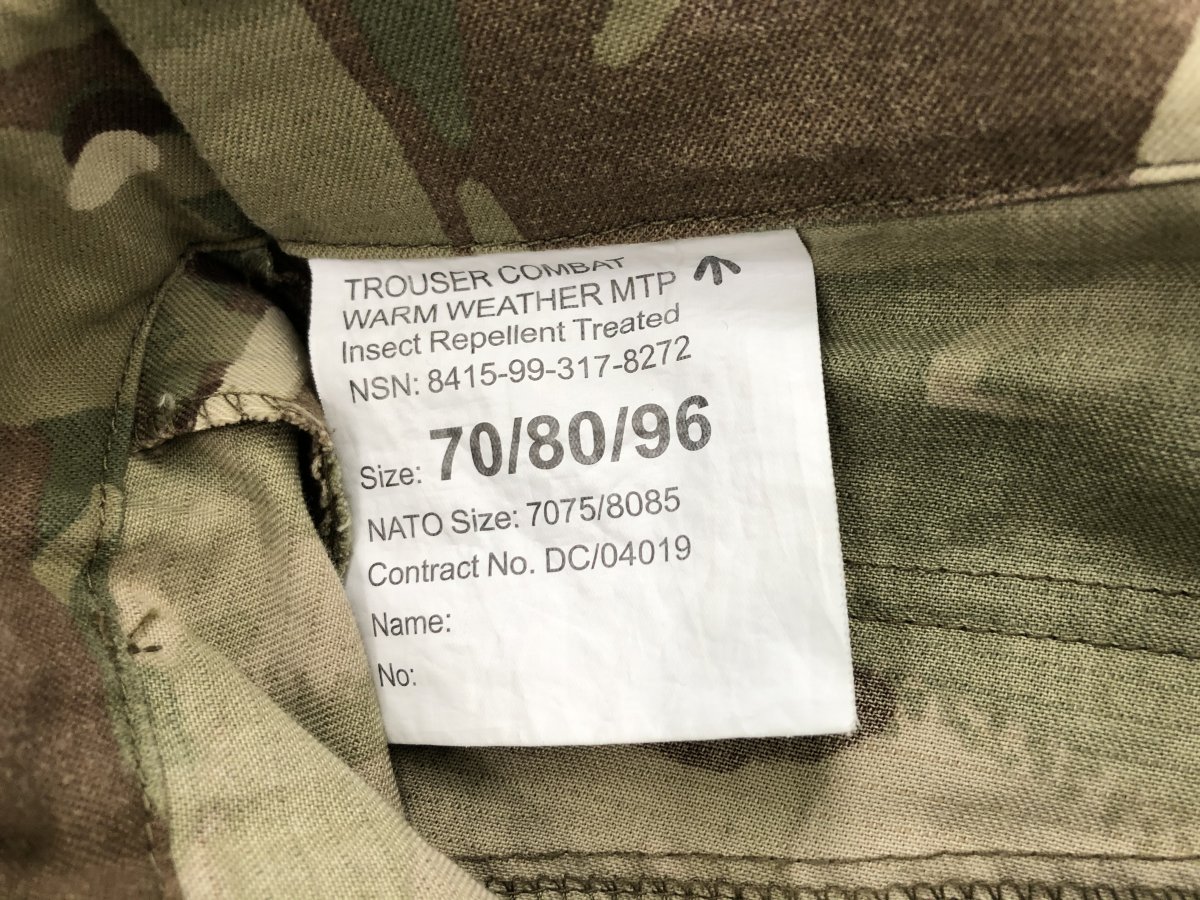 TROUSER COMBAT
WARM WEATHER MTP
Insect Repellent Treated
NSN: 8415-99-317-8272
Size: 70/80/96
NATO Size: 7075/8085
Contract No. DC/04019
Name:
No: